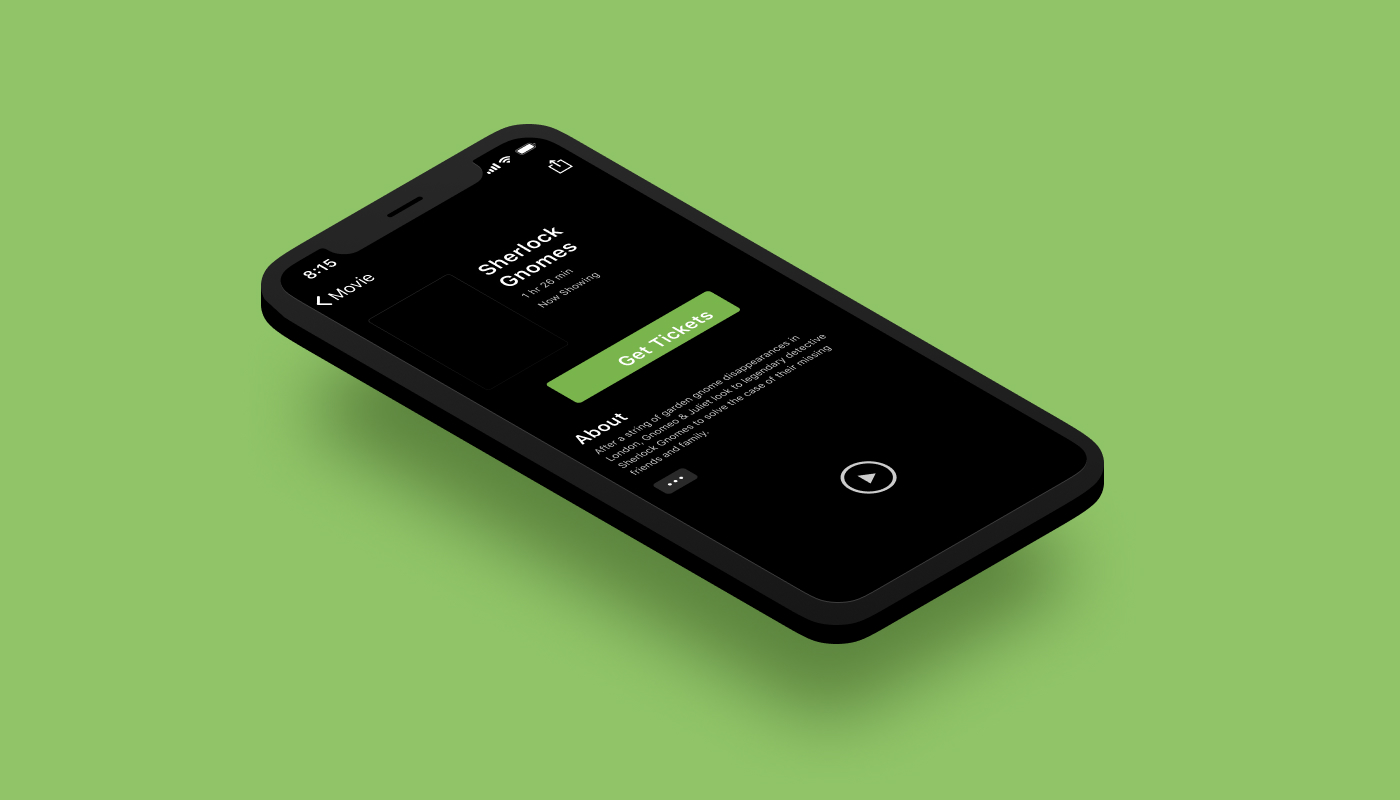 8:15
Movie
Sherlock
Gnomes
1 hr 26 min
Now Showing
Get Tickets
About
After a string of garden gnome disappearances in
London, Gnomeo & Juliet look to legendary detective
Sherlock Gnomes to solve the case of their missing
friends and family.